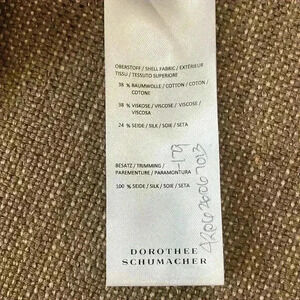 OBERSTOFF / SHELL FABRIC / EXTÉRIEUR
TISSU / TESSUTO SUPERIORE
38 % BAUMWOLLE / COTTON / COTON /
COTONE
38 % VISKOSE / VISCOSE / VISCOSE /
VISCOSA
24 % SEIDE / SILK / SOIE / SETA
BESATZ / TRIMMING /
PAREMENTURE / PARAMONTURA
100 % SEIDE / SILK / SOIE / SETA
DOROTHEE
SCHUMACHER
-179